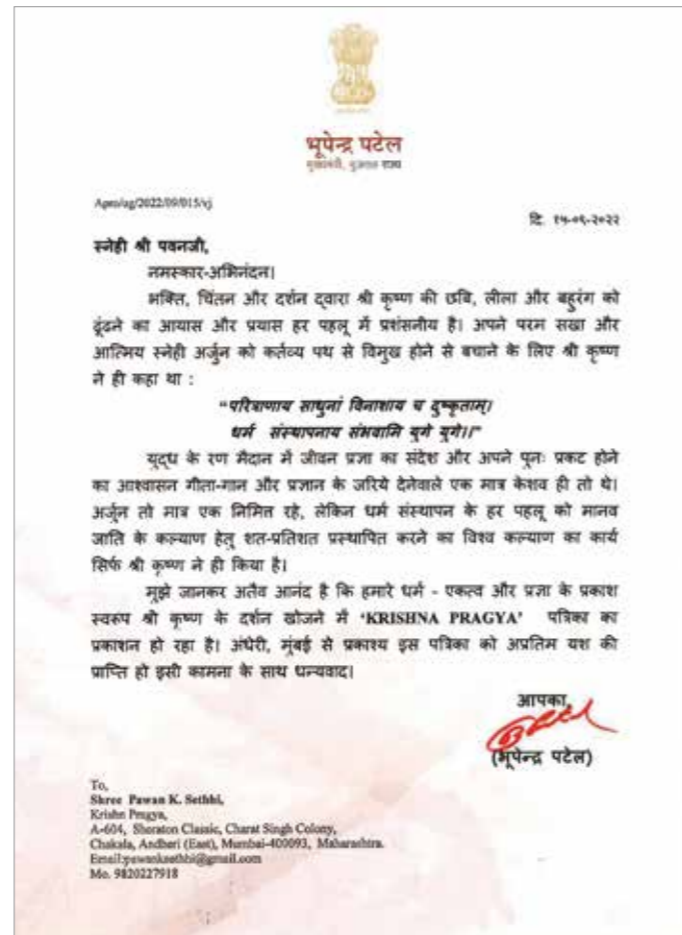 भूपेन्द्र पटेल
मुख्यमंत्री, गुजरात राज्य
Apro/ag/2022/09/015/vj
दि. १५-०९-२०२२
स्नेही श्री पवनजी,
नमस्कार-अभिनंदन।
भक्ति, चिंतन और दर्शन द्वारा श्री कृष्ण की छबि, लीला और बहुरंग को
ढूंढने का आयास और प्रयास हर पहलू में प्रशंसनीय है। अपने परम सखा और
आत्मिय स्नेही अर्जुन को कर्तव्य पथ से विमुख होने से बचाने के लिए श्री कृष्ण
ने ही कहा था :
"परित्राणाय साधुनां विनाशाय च दुष्कृताम्।
धर्म संस्थापनाय संभवामि युगे युगे।।"
युद्ध के रण मैदान में जीवन प्रज्ञा का संदेश और अपने पूनः प्रकट होने
का आश्वासन गीता-गान और प्रज्ञान के जरिये देनेवाले एक मात्र केशव ही तो थे।
अर्जुन तो मात्र एक निमित्त रहे, लेकिन धर्म संस्थापन के हर पहलू को मानव
जाति के कल्याण हेतु शत-प्रतिशत प्रस्थापित करने का विश्व कल्याण का कार्य
सिर्फ श्री कृष्ण ने ही किया है।
मुझे जानकर अतैव आनंद है कि हमारे धर्म - एकत्व और प्रज्ञा के प्रकाश
स्वरूप श्री कृष्ण के दर्शन खोजने में 'KRISHNA PRAGYA' पत्रिका का
प्रकाशन हो रहा है। अंधेरी, मूंबई से प्रकाश्य इस पत्रिका को अप्रतिम यश की
प्राप्ति हो इसी कामना के साथ धन्यवाद।
आपका,
(भूपेन्द्र पटेल)
To,
Shree Pawan K. Sethhi,
Krishn Pragya,
A-604, Sheraton Classic, Charat Singh Colony,
Chakala, Andheri (East), Mumbai-400093, Maharashtra.
Email:pawanksethhi@gmail.com
Mo. 9820227918